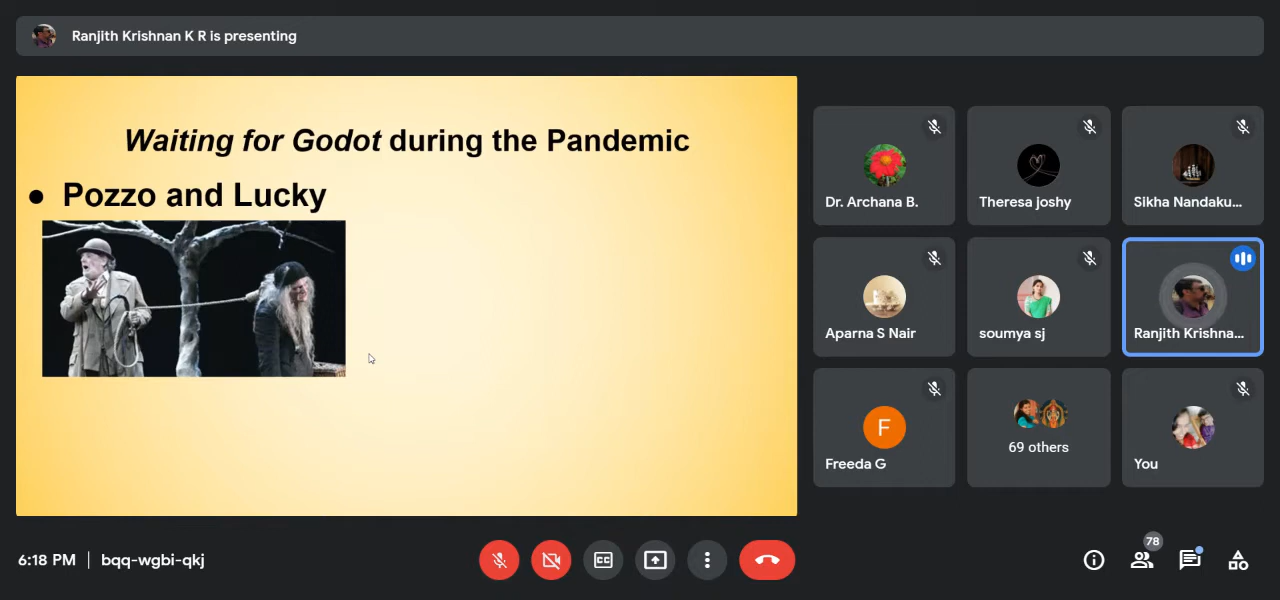 Ranjith Krishnan K R is presenting
Waiting for Godot during the Pandemic
● Pozzo and Lucky
Dr. Archana B.
Theresa joshy
Sikha Nandaku...
Aparna S Nair
soumya sj
Ranjith Krishna...
F
Freeda G
69 others
You
6:18 PM | bqq-wgbi-qkj
CC
78